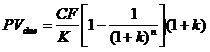 PV_due = CF/K [1 - 1/(1+k)^n](1+k)